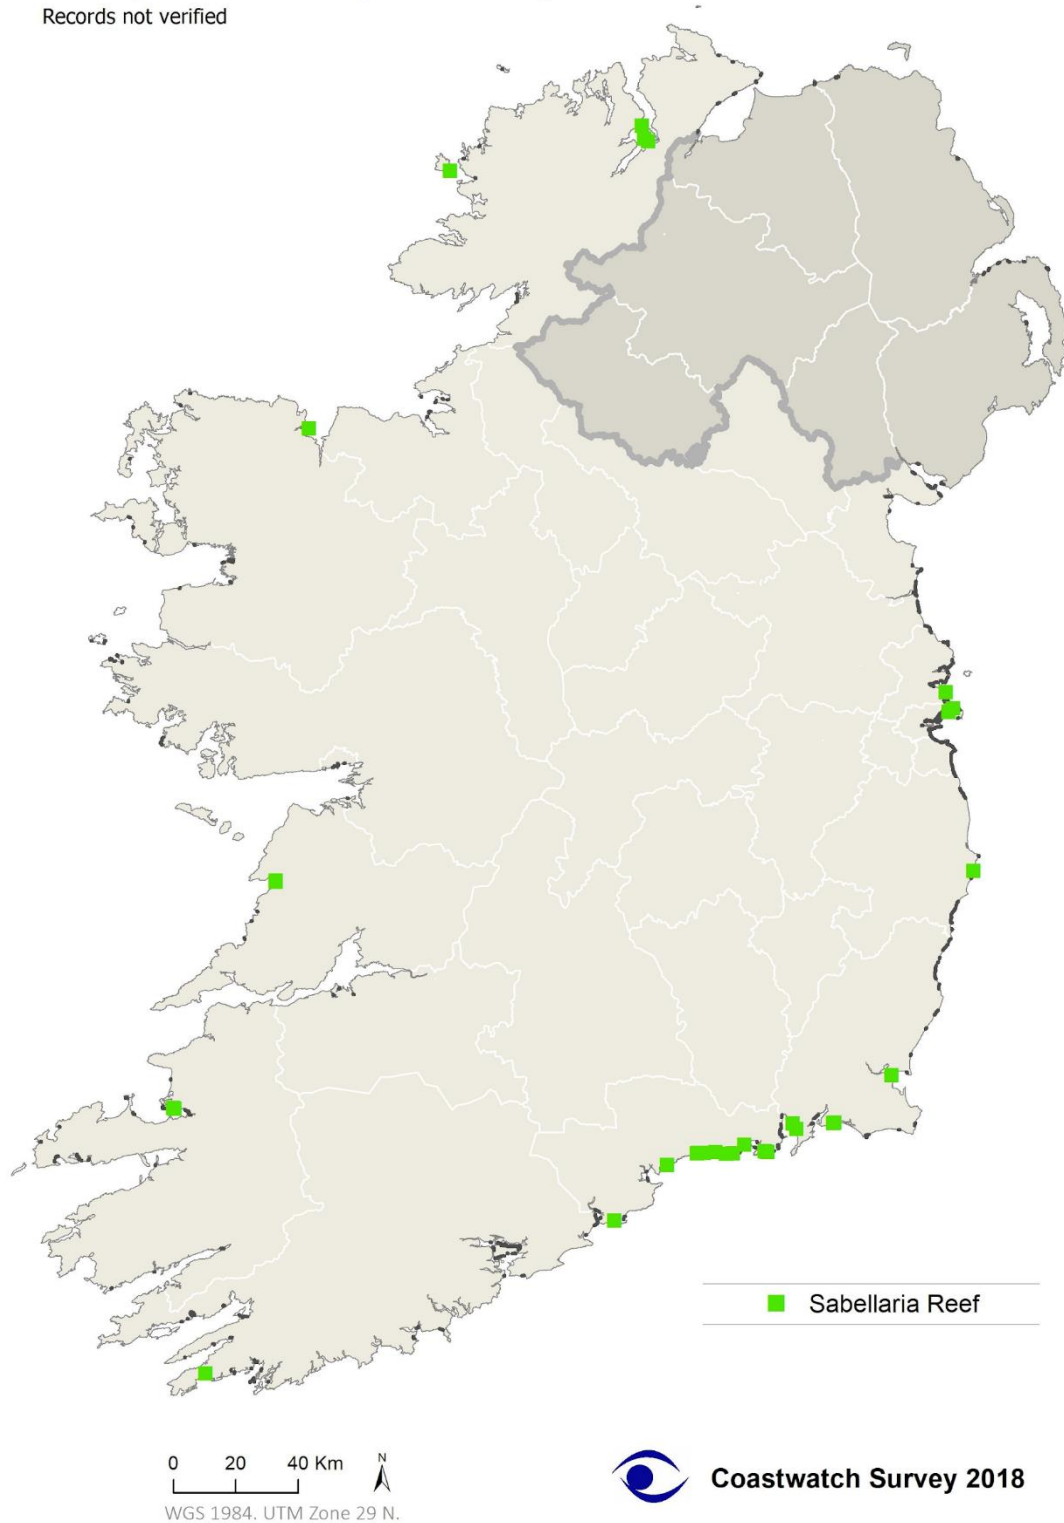 Records not verified
Sabellaria Reef
0 20 40 Km
N
WGS 1984. UTM Zone 29 N.
Coastwatch Survey 2018